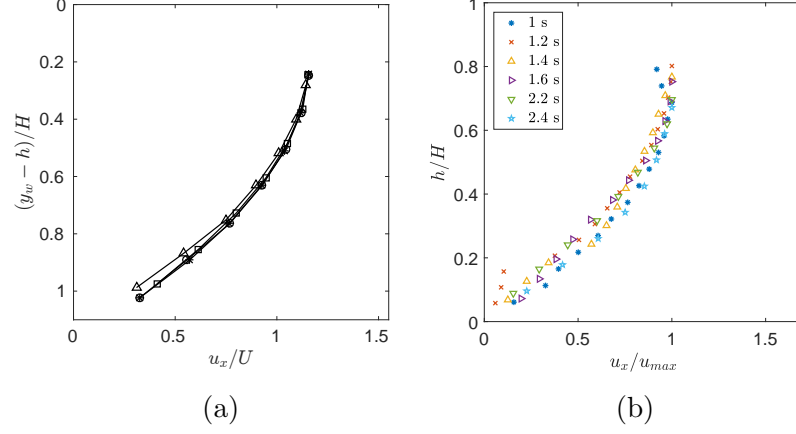 0
0.2
0.4
0.6
0.8
1
(y_w − h)/H
0 0.5 1 1.5
u_x/U
(a)
1
0.8
0.6
0.4
0.2
0
h/H
1 s
1.2 s
1.4 s
1.6 s
2.2 s
2.4 s
0 0.5 1 1.5
u_x/u_{max}
(b)